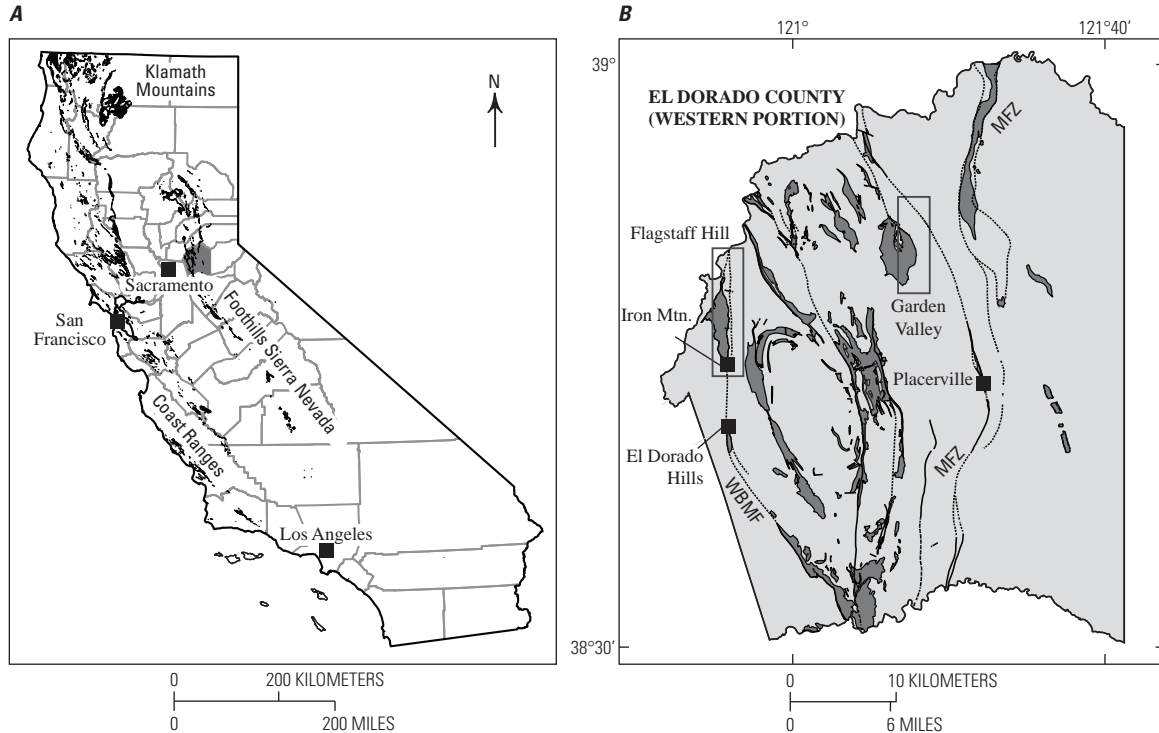 A
Klamath
Mountains
N
Sacramento
San
Francisco
Foothills Sierra Nevada
Coast Ranges
Los Angeles
0 200 KILOMETERS
0 200 MILES
B
121° 121°40′
39°
EL DORADO COUNTY
(WESTERN PORTION)
MFZ
Flagstaff Hill
Iron Mtn.
Garden
Valley
Placerville
El Dorado
Hills
MFZ
WBMF
38°30′
0 10 KILOMETERS
0 6 MILES